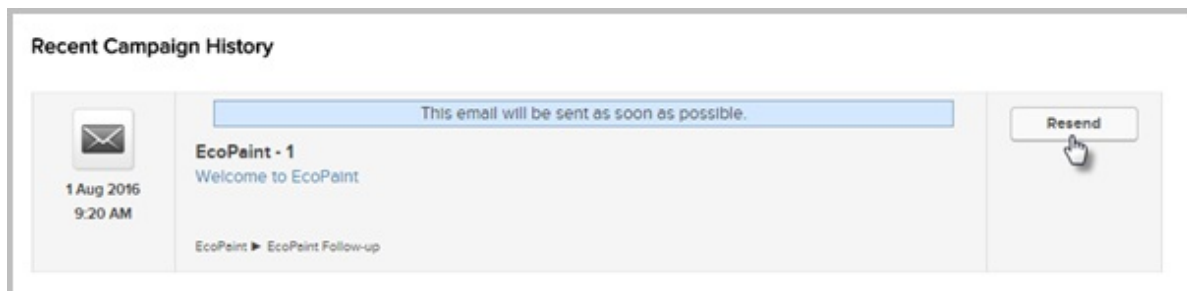 Recent Campaign History
This email will be sent as soon as possible.
Resend
EcoPaint - 1
Welcome to EcoPaint
1 Aug 2016
9:20 AM
EcoPaint ▶ EcoPaint Follow-up